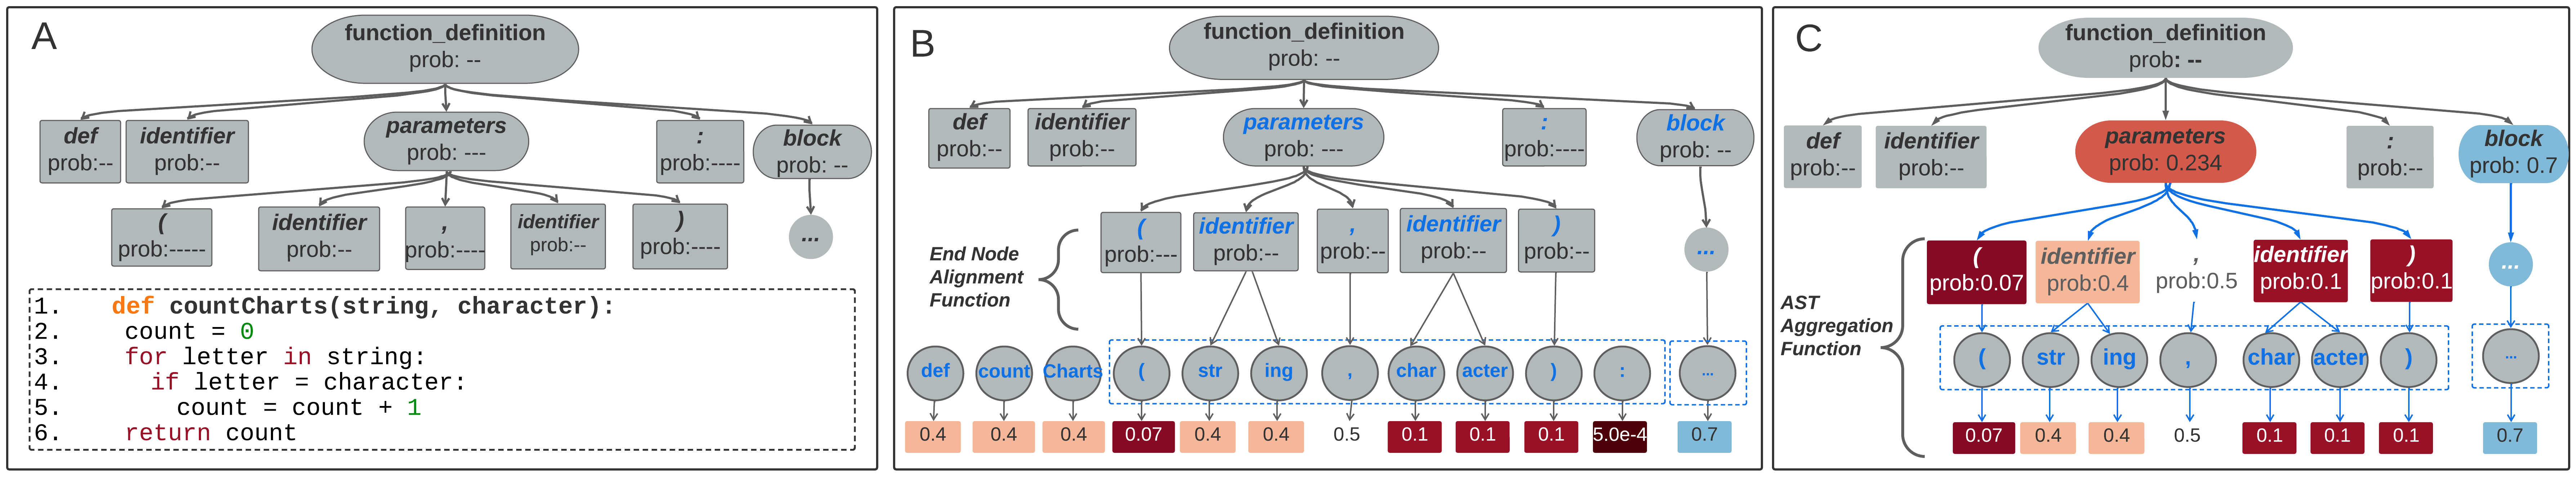 A
function_definition
prob: --
def
prob:--
identifier
prob:--
parameters
prob: ---
:
prob:----
block
prob: --
(
prob:-----
identifier
prob:--
,
prob:----
identifier
prob:--
)
prob:----
...
1. def countCharts(string, character):
2. count = 0
3. for letter in string:
4. if letter = character:
5. count = count + 1
6. return count
B
function_definition
prob: --
def
prob:--
identifier
prob:--
parameters
prob: ---
:
prob:----
block
prob: --
End Node
Alignment
Function
(
prob:---
identifier
prob:--
,
prob:--
identifier
prob:--
)
prob:--
...
def count Charts ( str ing , char acter ) : ...
0.4 0.4 0.4 0.07 0.4 0.4 0.5 0.1 0.1 0.1 5.0e-4 0.7
C
function_definition
prob: --
def
prob:--
identifier
prob:--
parameters
prob: 0.234
:
prob:--
block
prob: 0.7
AST
Aggregation
Function
(
prob:0.07
identifier
prob:0.4
,
prob:0.5
identifier
prob:0.1
)
prob:0.1
...
( str ing , char acter ) ...
0.07 0.4 0.4 0.5 0.1 0.1 0.1 0.7